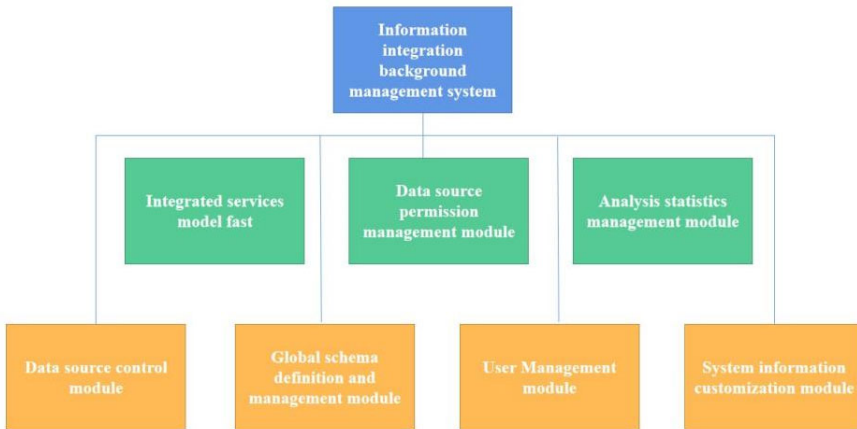 Information
integration
background
management system
Integrated services
model fast
Data source
permission
management module
Analysis statistics
management module
Data source control
module
Global schema
definition and
management module
User Management
module
System information
customization module